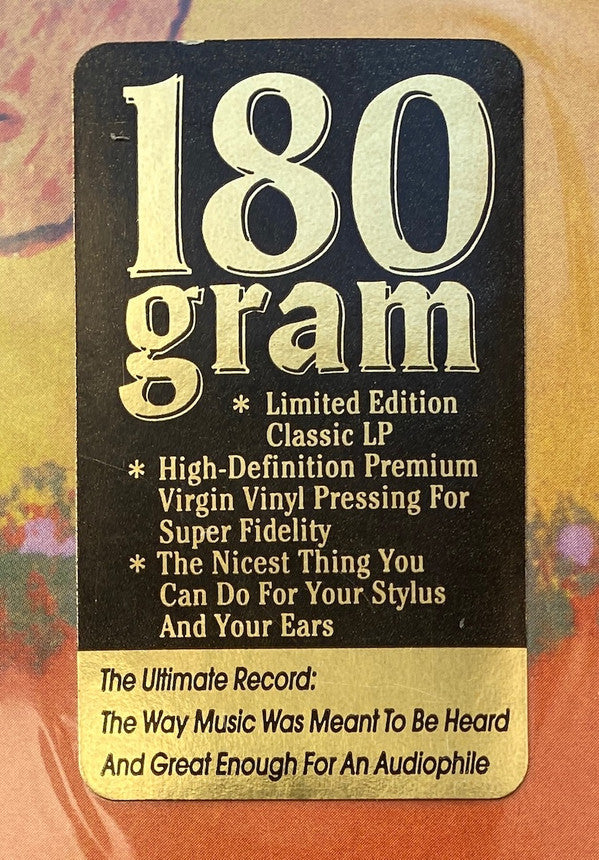 180
gram
* Limited Edition
Classic LP
* High-Definition Premium
Virgin Vinyl Pressing For
Super Fidelity
* The Nicest Thing You
Can Do For Your Stylus
And Your Ears
The Ultimate Record:
The Way Music Was Meant To Be Heard
And Great Enough For An Audiophile